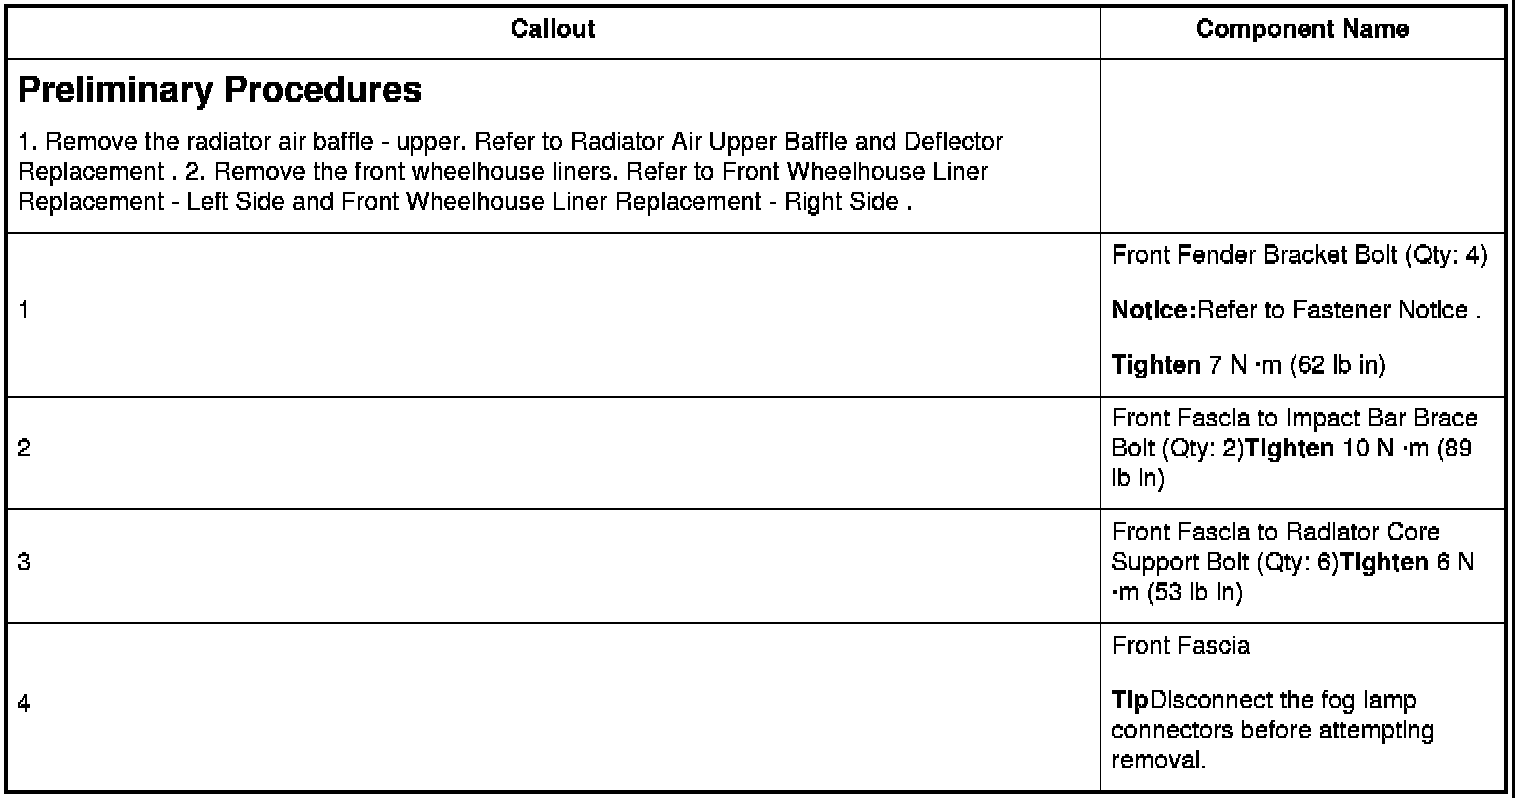 Callout
Component Name
Preliminary Procedures
1. Remove the radiator air baffle - upper. Refer to Radiator Air Upper Baffle and Deflector
Replacement . 2. Remove the front wheelhouse liners. Refer to Front Wheelhouse Liner
Replacement - Left Side and Front Wheelhouse Liner Replacement - Right Side .
1
Front Fender Bracket Bolt (Qty: 4)
Notice:Refer to Fastener Notice .
Tighten 7 N ·m (62 lb in)
2
Front Fascia to Impact Bar Brace
Bolt (Qty: 2)Tighten 10 N ·m (89
lb in)
3
Front Fascia to Radiator Core
Support Bolt (Qty: 6)Tighten 6 N
·m (53 lb in)
4
Front Fascia
TipDisconnect the fog lamp
connectors before attempting
removal.